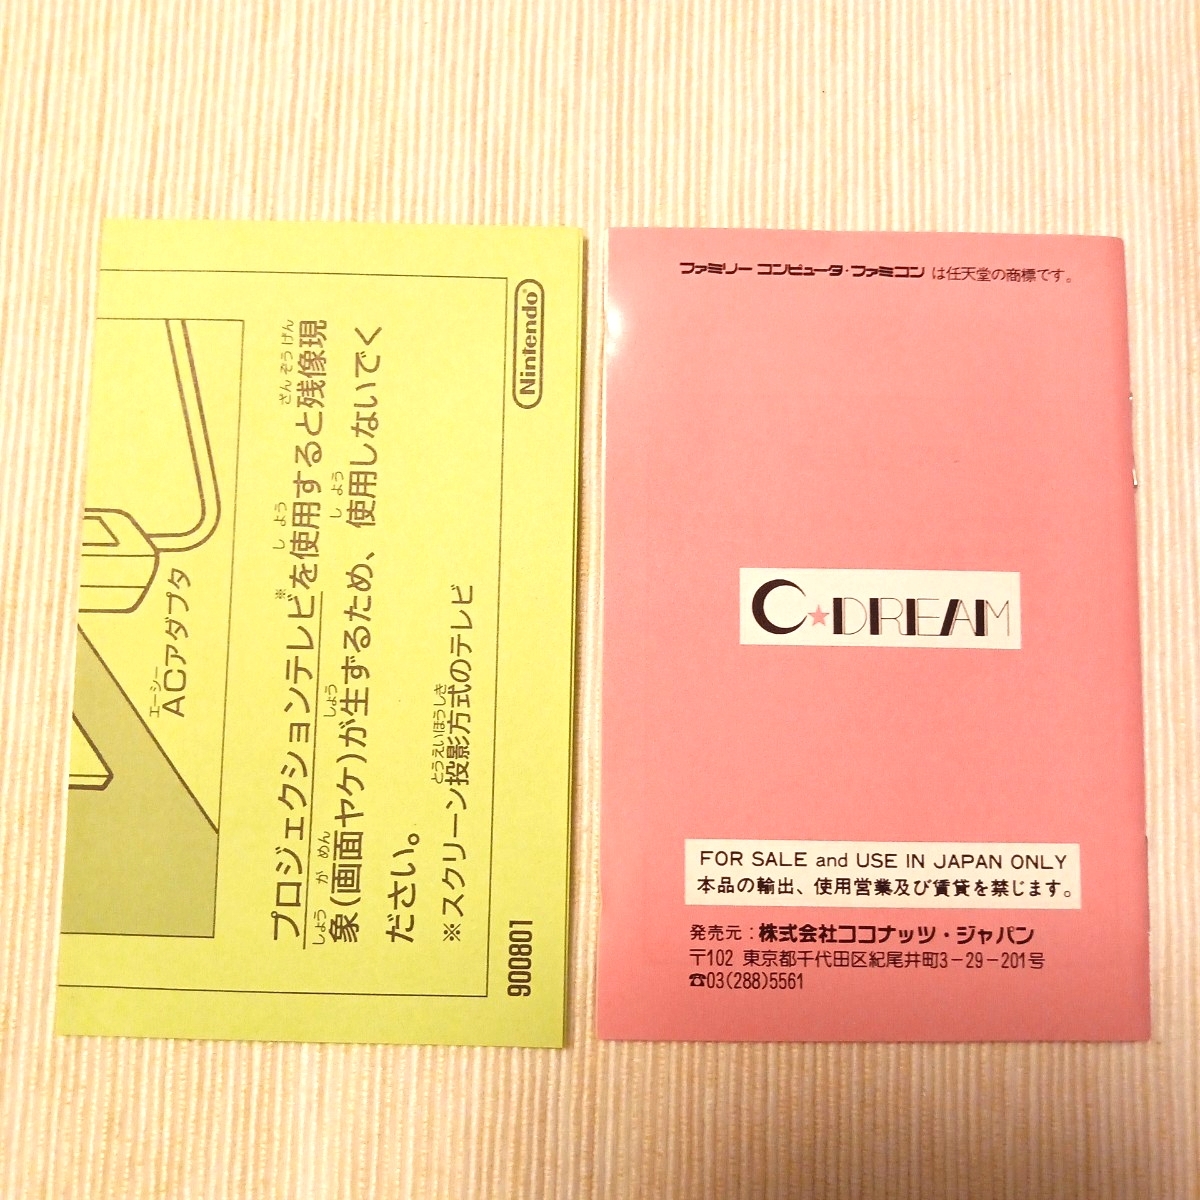 エーシー
ACアダプタ
プロジェクションテレビ※を使用すると残像現
しよう
ざんぞうげん
象(画面ヤケ)が生ずるため、使用しないでく
しょう
がめん
しょう
しよう
ださい。
※スクリーン投影方式のテレビ
とうえいほうしき
900801
Nintendo®
ファミリーコンピュータ・ファミコン は任天堂の商標です。
C★DREAM
FOR SALE and USE IN JAPAN ONLY
本品の輸出、使用営業及び賃貸を禁じます。
発売元：株式会社ココナッツ・ジャパン
〒102 東京都千代田区紀尾井町3−29−201号
☎03(288)5561